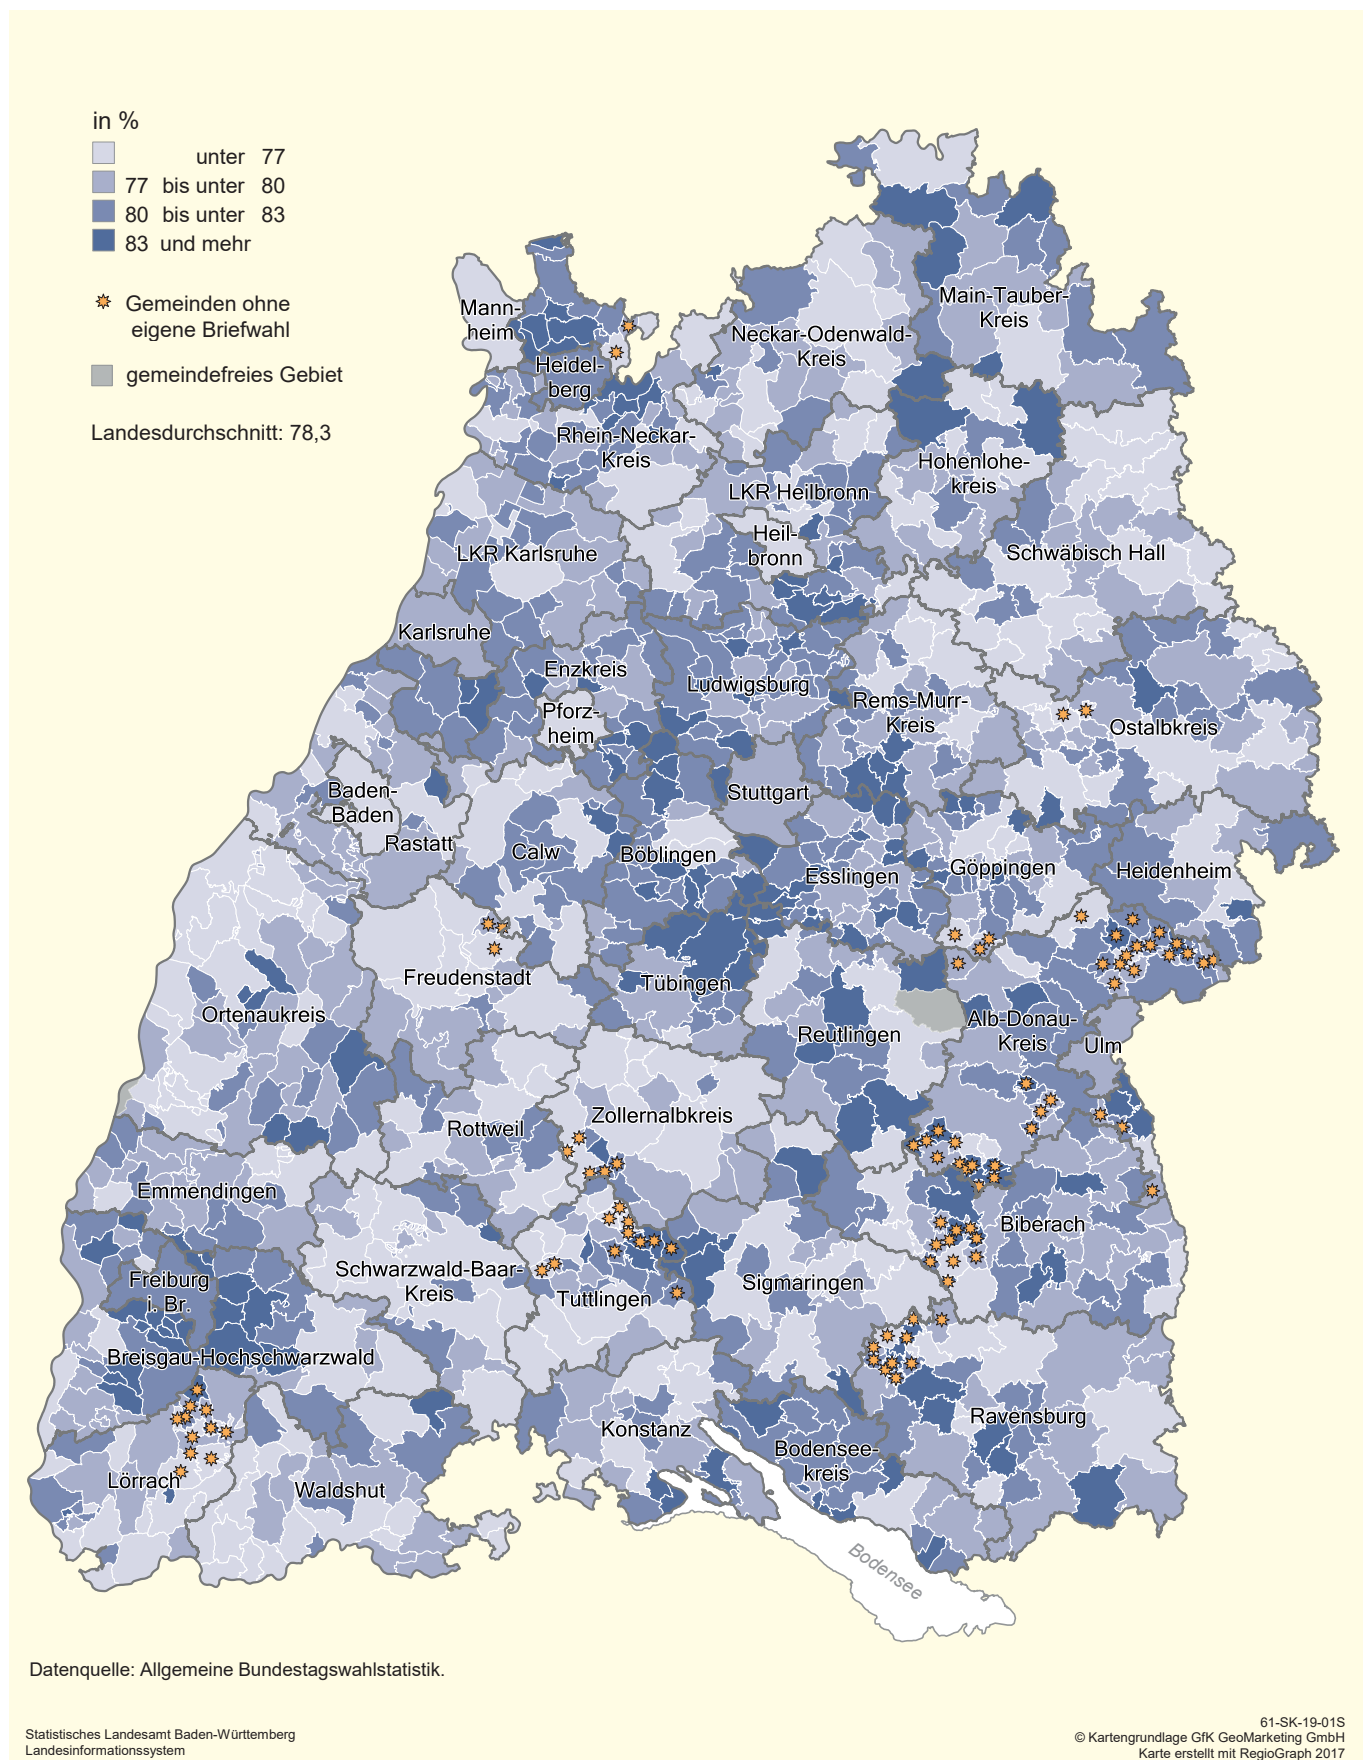 in %
unter 77
77 bis unter 80
80 bis unter 83
83 und mehr
Gemeinden ohne
eigene Briefwahl
gemeindefreies Gebiet
Landesdurchschnitt: 78,3
Mann-
heim
Heidel-
berg
Rhein-Neckar-
Kreis
Neckar-Odenwald-
Kreis
Main-Tauber-
Kreis
Hohenlohe-
kreis
LKR Heilbronn
Heil-
bronn
Schwäbisch Hall
LKR Karlsruhe
Karlsruhe
Enzkreis
Pforz-
heim
Ludwigsburg
Rems-Murr-
Kreis
Ostalbkreis
Baden-
Baden
Rastatt
Calw
Böblingen
Stuttgart
Esslingen
Göppingen
Heidenheim
Freudenstadt
Tübingen
Ortenaukreis
Reutlingen
Alb-Donau-
Kreis
Ulm
Rottweil
Zollernalbkreis
Emmendingen
Biberach
Freiburg
i. Br.
Schwarzwald-Baar-
Kreis
Tuttlingen
Sigmaringen
Breisgau-Hochschwarzwald
Konstanz
Ravensburg
Bodensee-
kreis
Lörrach
Waldshut
Bodensee
Datenquelle: Allgemeine Bundestagswahlstatistik.
Statistisches Landesamt Baden-Württemberg
Landesinformationssystem
61-SK-19-01S
© Kartengrundlage GfK GeoMarketing GmbH
Karte erstellt mit RegioGraph 2017